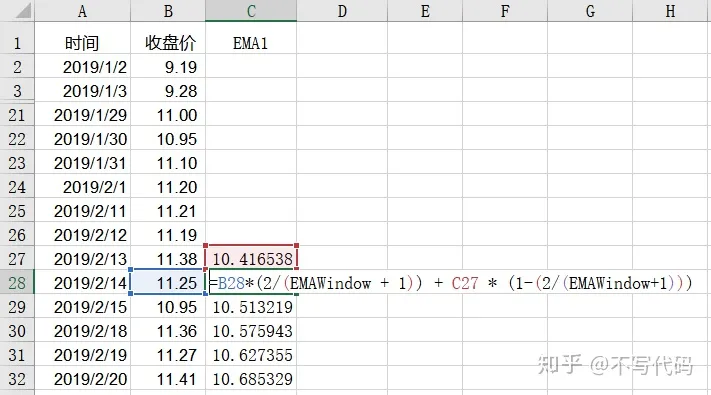 A B C D E F G H
1 时间 收盘价 EMA1
2 2019/1/2 9.19
3 2019/1/3 9.28
21 2019/1/29 11.00
22 2019/1/30 10.95
23 2019/1/31 11.10
24 2019/2/1 11.20
25 2019/2/11 11.21
26 2019/2/12 11.19
27 2019/2/13 11.38 10.416538
28 2019/2/14 11.25 =B28*(2/(EMAWindow + 1)) + C27 * (1-(2/(EMAWindow+1)))
29 2019/2/15 10.95 10.513219
30 2019/2/18 11.36 10.575943
31 2019/2/19 11.27 10.627355
32 2019/2/20 11.41 10.685329
知乎 @不写代码